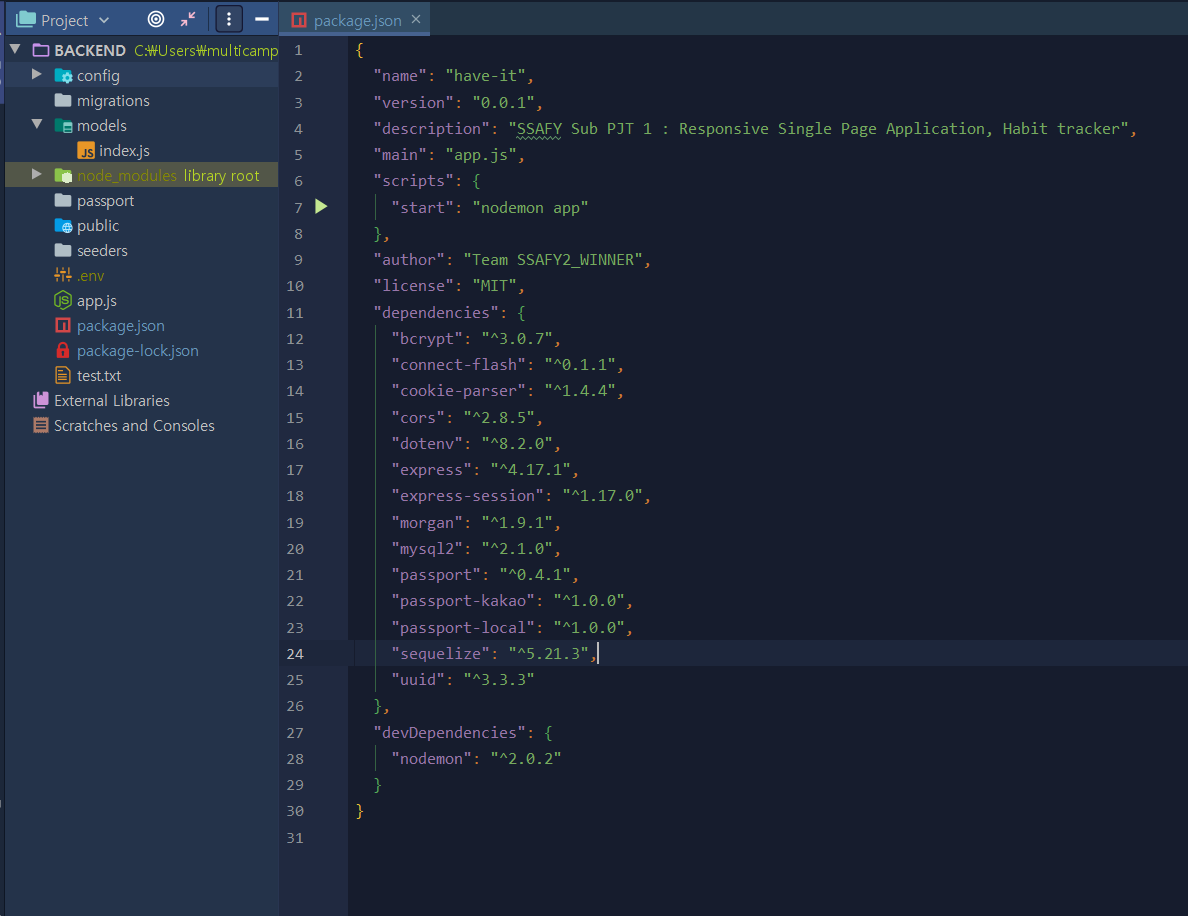 Project
package.json
BACKEND C:₩Users₩multicamp
config
migrations
models
index.js
node_modules library root
passport
public
seeders
.env
app.js
package.json
package-lock.json
test.txt
External Libraries
Scratches and Consoles
1 {
2 "name": "have-it",
3 "version": "0.0.1",
4 "description": "SSAFY Sub PJT 1 : Responsive Single Page Application, Habit tracker",
5 "main": "app.js",
6 "scripts": {
7 "start": "nodemon app"
8 },
9 "author": "Team SSAFY2_WINNER",
10 "license": "MIT",
11 "dependencies": {
12 "bcrypt": "^3.0.7",
13 "connect-flash": "^0.1.1",
14 "cookie-parser": "^1.4.4",
15 "cors": "^2.8.5",
16 "dotenv": "^8.2.0",
17 "express": "^4.17.1",
18 "express-session": "^1.17.0",
19 "morgan": "^1.9.1",
20 "mysql2": "^2.1.0",
21 "passport": "^0.4.1",
22 "passport-kakao": "^1.0.0",
23 "passport-local": "^1.0.0",
24 "sequelize": "^5.21.3",
25 "uuid": "^3.3.3"
26 },
27 "devDependencies": {
28 "nodemon": "^2.0.2"
29 }
30 }
31